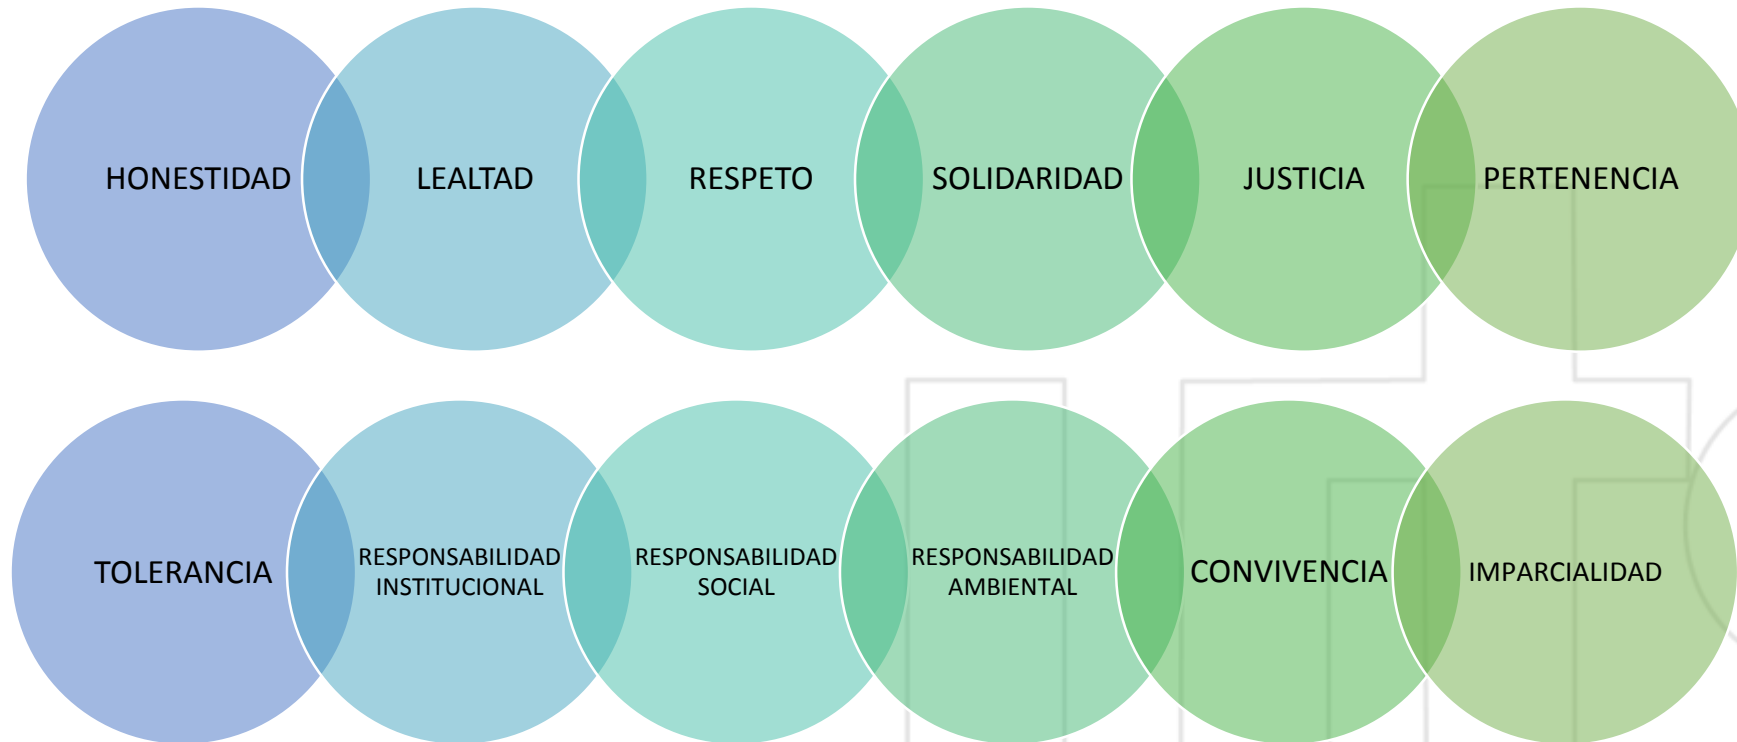 HONESTIDAD
LEALTAD
RESPETO
SOLIDARIDAD
JUSTICIA
PERTENENCIA
TOLERANCIA
RESPONSABILIDAD
INSTITUCIONAL
RESPONSABILIDAD
SOCIAL
RESPONSABILIDAD
AMBIENTAL
CONVIVENCIA
IMPARCIALIDAD